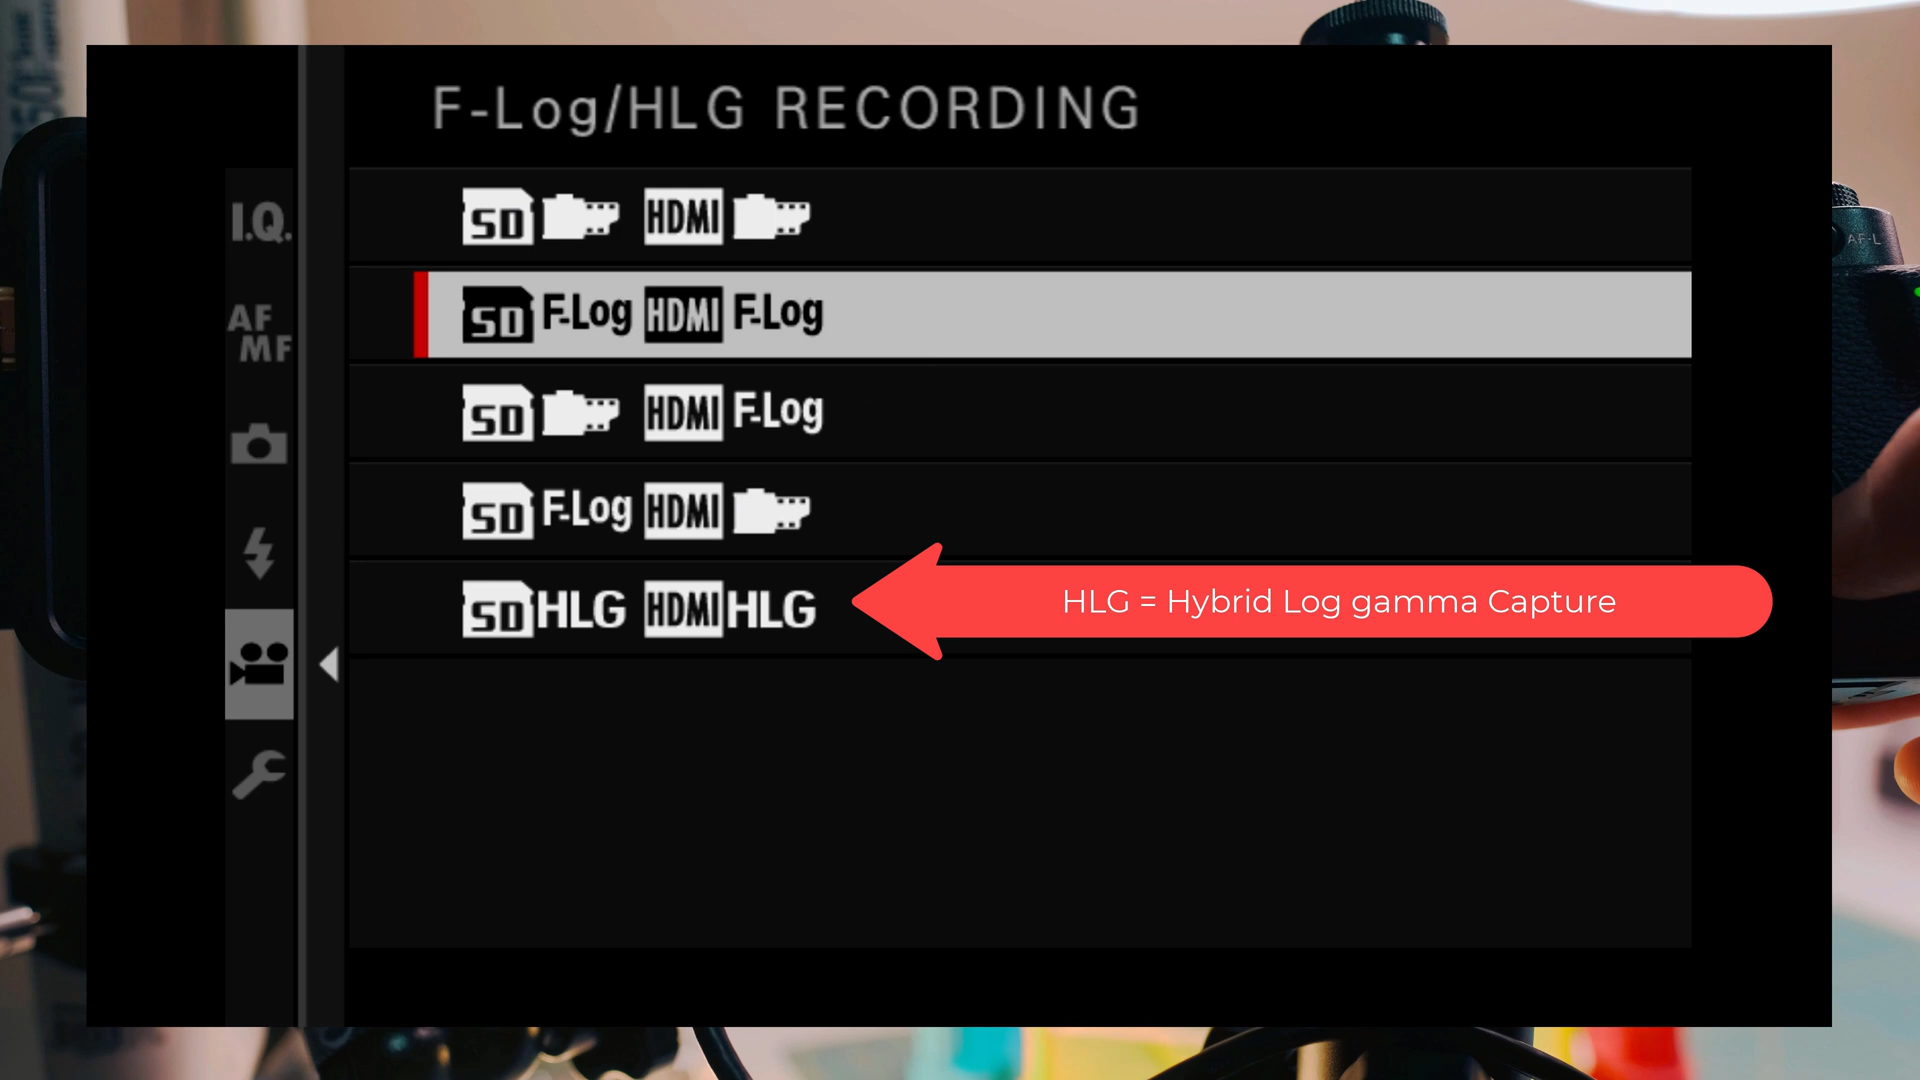 F-Log/HLG RECORDING
I.Q.
SD HDMI
SD F-Log HDMI F-Log
AF
MF
SD HDMI F-Log
SD F-Log HDMI
SD HLG HDMI HLG
HLG = Hybrid Log gamma Capture
AF-L